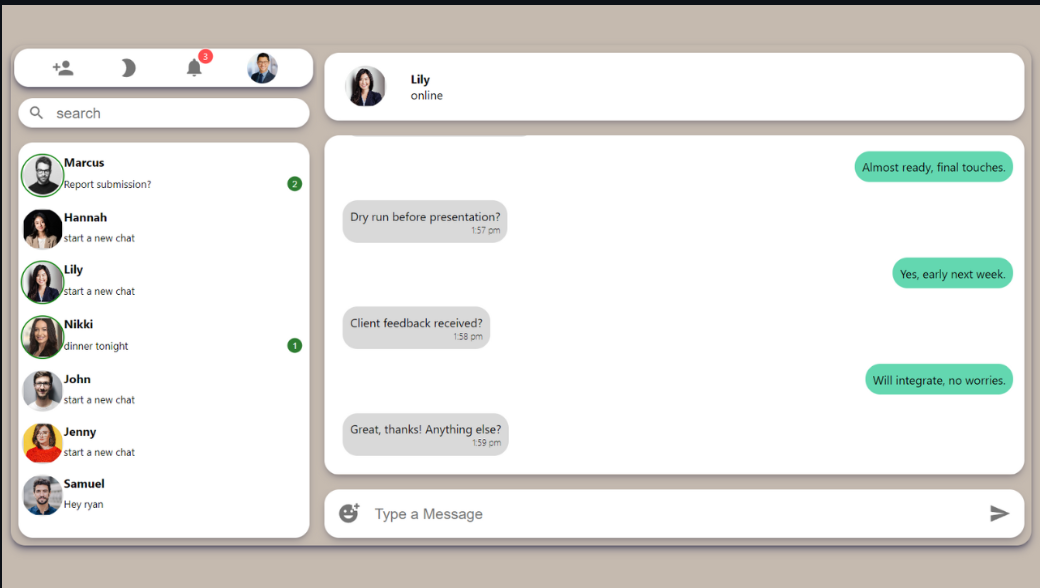 3
search
Marcus
Report submission?
2
Hannah
start a new chat
Lily
start a new chat
Nikki
dinner tonight
1
John
start a new chat
Jenny
start a new chat
Samuel
Hey ryan
Lily
online
Almost ready, final touches.
Dry run before presentation?
1:57 pm
Yes, early next week.
Client feedback received?
1:58 pm
Will integrate, no worries.
Great, thanks! Anything else?
1:59 pm
Type a Message